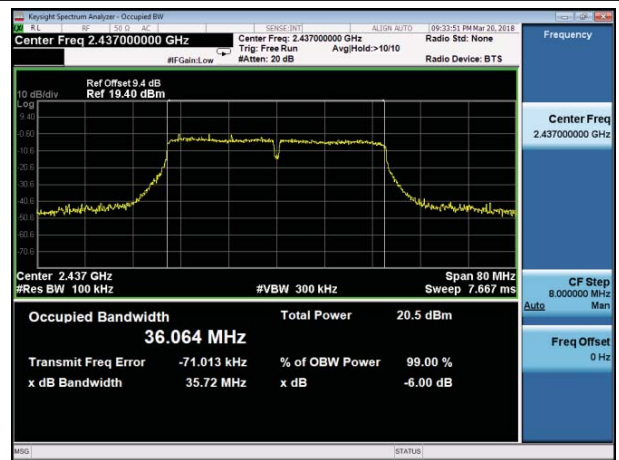 Keysight Spectrum Analyzer - Occupied BW
RL RF 50 Ω AC SENSE:INT ALIGN AUTO 09:33:51 PM Mar 20, 2018
Center Freq 2.437000000 GHz
Center Freq: 2.437000000 GHz
Radio Std: None
Trig: Free Run Avg|Hold:>10/10
#IFGain:Low #Atten: 20 dB Radio Device: BTS
Frequency
Ref Offset 9.4 dB
10 dB/div Ref 19.40 dBm
Log
9.40
-0.60
-10.6
-20.6
-30.6
-40.6
-50.6
-60.6
-70.6
Center 2.437 GHz Span 80 MHz
#Res BW 100 kHz #VBW 300 kHz Sweep 7.667 ms
Occupied Bandwidth Total Power 20.5 dBm
36.064 MHz
Transmit Freq Error -71.013 kHz % of OBW Power 99.00 %
x dB Bandwidth 35.72 MHz x dB -6.00 dB
Center Freq
2.437000000 GHz
CF Step
8.000000 MHz
Auto Man
Freq Offset
0 Hz
MSG STATUS